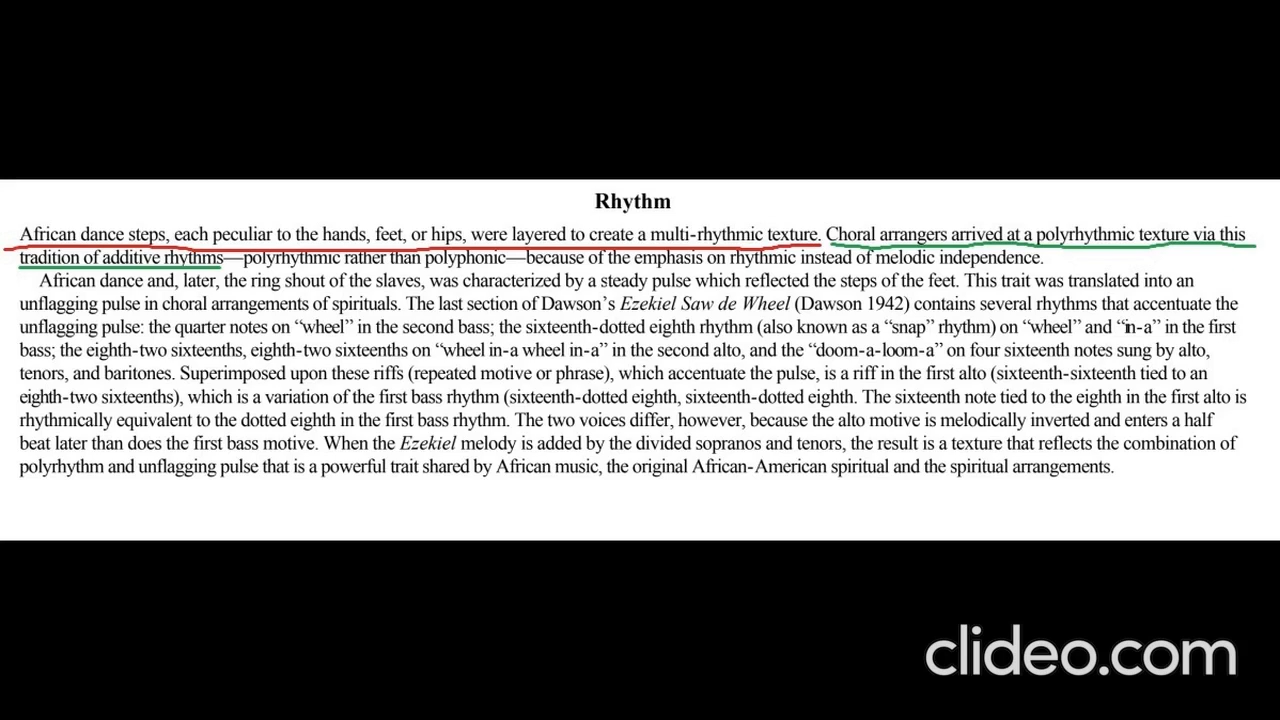 Rhythm
African dance steps, each peculiar to the hands, feet, or hips, were layered to create a multi-rhythmic texture. Choral arrangers arrived at a polyrhythmic texture via this
tradition of additive rhythms—polyrhythmic rather than polyphonic—because of the emphasis on rhythmic instead of melodic independence.
African dance and, later, the ring shout of the slaves, was characterized by a steady pulse which reflected the steps of the feet. This trait was translated into an
unflagging pulse in choral arrangements of spirituals. The last section of Dawson's Ezekiel Saw de Wheel (Dawson 1942) contains several rhythms that accentuate the
unflagging pulse: the quarter notes on “wheel” in the second bass; the sixteenth-dotted eighth rhythm (also known as a “snap” rhythm) on “wheel” and “in-a” in the first
bass; the eighth-two sixteenths, eighth-two sixteenths on “wheel in-a wheel in-a” in the second alto, and the “doom-a-loom-a” on four sixteenth notes sung by alto,
tenors, and baritones. Superimposed upon these riffs (repeated motive or phrase), which accentuate the pulse, is a riff in the first alto (sixteenth-sixteenth tied to an
eighth-two sixteenths), which is a variation of the first bass rhythm (sixteenth-dotted eighth, sixteenth-dotted eighth. The sixteenth note tied to the eighth in the first alto is
rhythmically equivalent to the dotted eighth in the first bass rhythm. The two voices differ, however, because the alto motive is melodically inverted and enters a half
beat later than does the first bass motive. When the Ezekiel melody is added by the divided sopranos and tenors, the result is a texture that reflects the combination of
polyrhythm and unflagging pulse that is a powerful trait shared by African music, the original African-American spiritual and the spiritual arrangements.
clideo.com